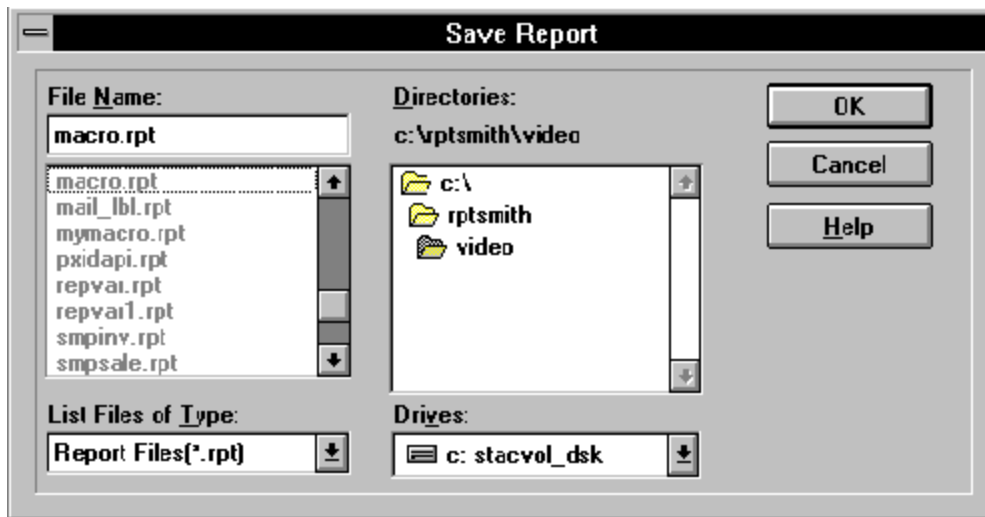 Save Report
File Name:
macro.rpt
macro.rpt
mail_lbl.rpt
mymacro.rpt
pxidapi.rpt
repvar.rpt
repvar1.rpt
smpinv.rpt
smpsale.rpt
List Files of Type:
Report Files(*.rpt)
Directories:
c:\rptsmith\video
c:\
rptsmith
video
Drives:
c: stacvol_dsk
OK
Cancel
Help